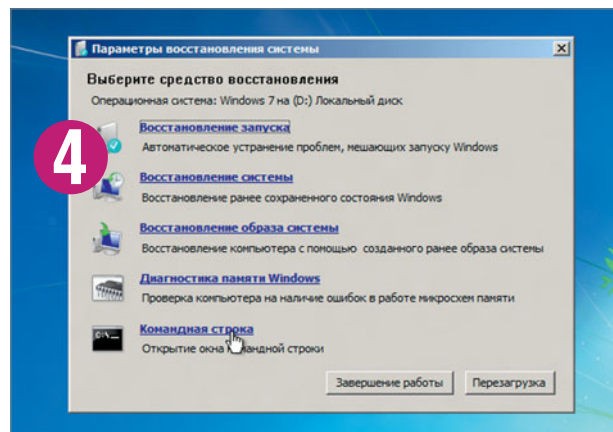 Параметры восстановления системы
Выберите средство восстановления
Операционная система: Windows 7 на (D:) Локальный диск
4
Восстановление запуска
Автоматическое устранение проблем, мешающих запуску Windows
Восстановление системы
Восстановление ранее сохраненного состояния Windows
Восстановление образа системы
Восстановление компьютера с помощью созданного ранее образа системы
Диагностика памяти Windows
Проверка компьютера на наличие ошибок в работе микросхем памяти
Командная строка
Открытие окна командной строки
Завершение работы
Перезагрузка